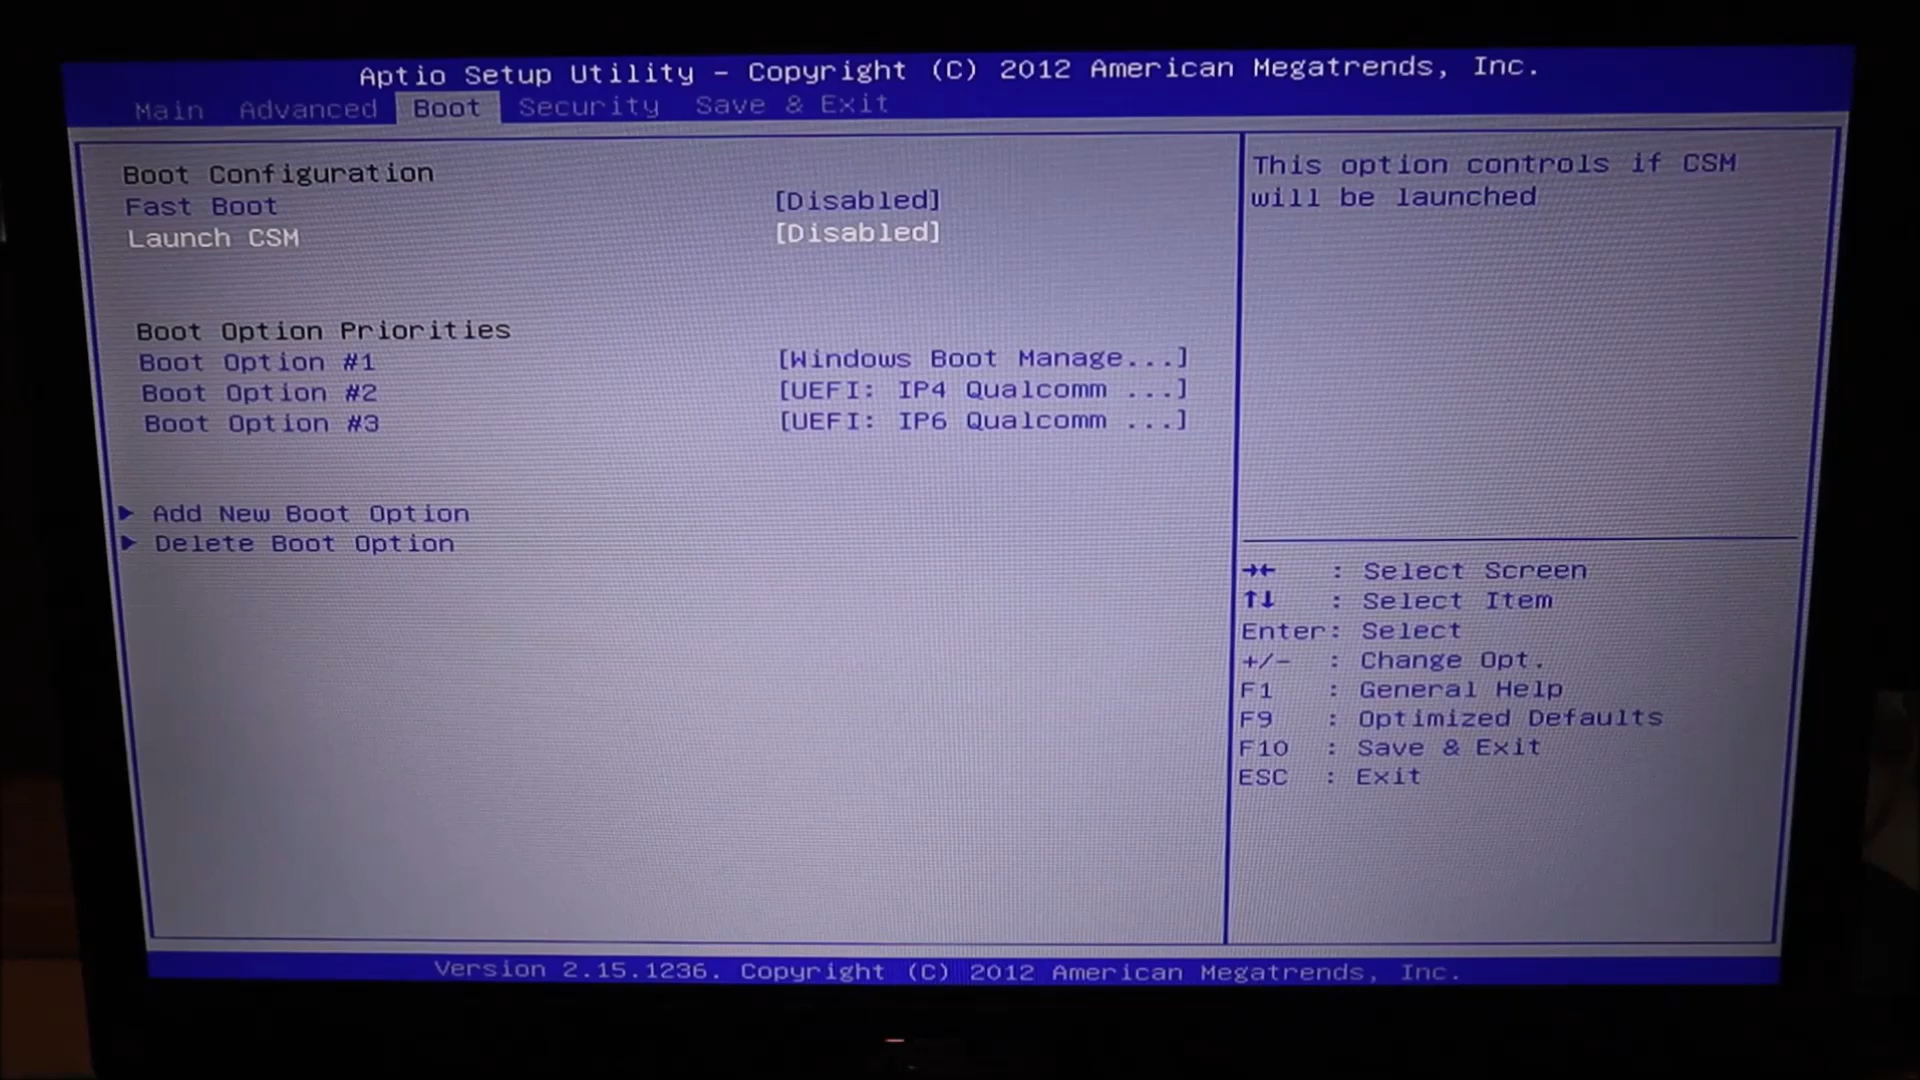 Aptio Setup Utility - Copyright (C) 2012 American Megatrends, Inc.
Main Advanced Boot Security Save & Exit
Boot Configuration
Fast Boot [Disabled]
Launch CSM [Disabled]
Boot Option Priorities
Boot Option #1 [Windows Boot Manage...]
Boot Option #2 [UEFI: IP4 Qualcomm ...]
Boot Option #3 [UEFI: IP6 Qualcomm ...]
► Add New Boot Option
► Delete Boot Option
This option controls if CSM
will be launched
→← : Select Screen
↑↓ : Select Item
Enter: Select
+/- : Change Opt.
F1 : General Help
F9 : Optimized Defaults
F10 : Save & Exit
ESC : Exit
Version 2.15.1236. Copyright (C) 2012 American Megatrends, Inc.